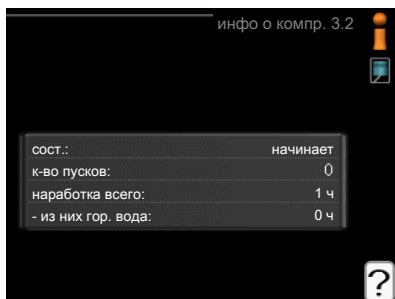 инфо о компр. 3.2
сост.: начинает
к-во пусков: 0
наработка всего: 1 ч
- из них гор. вода: 0 ч
?